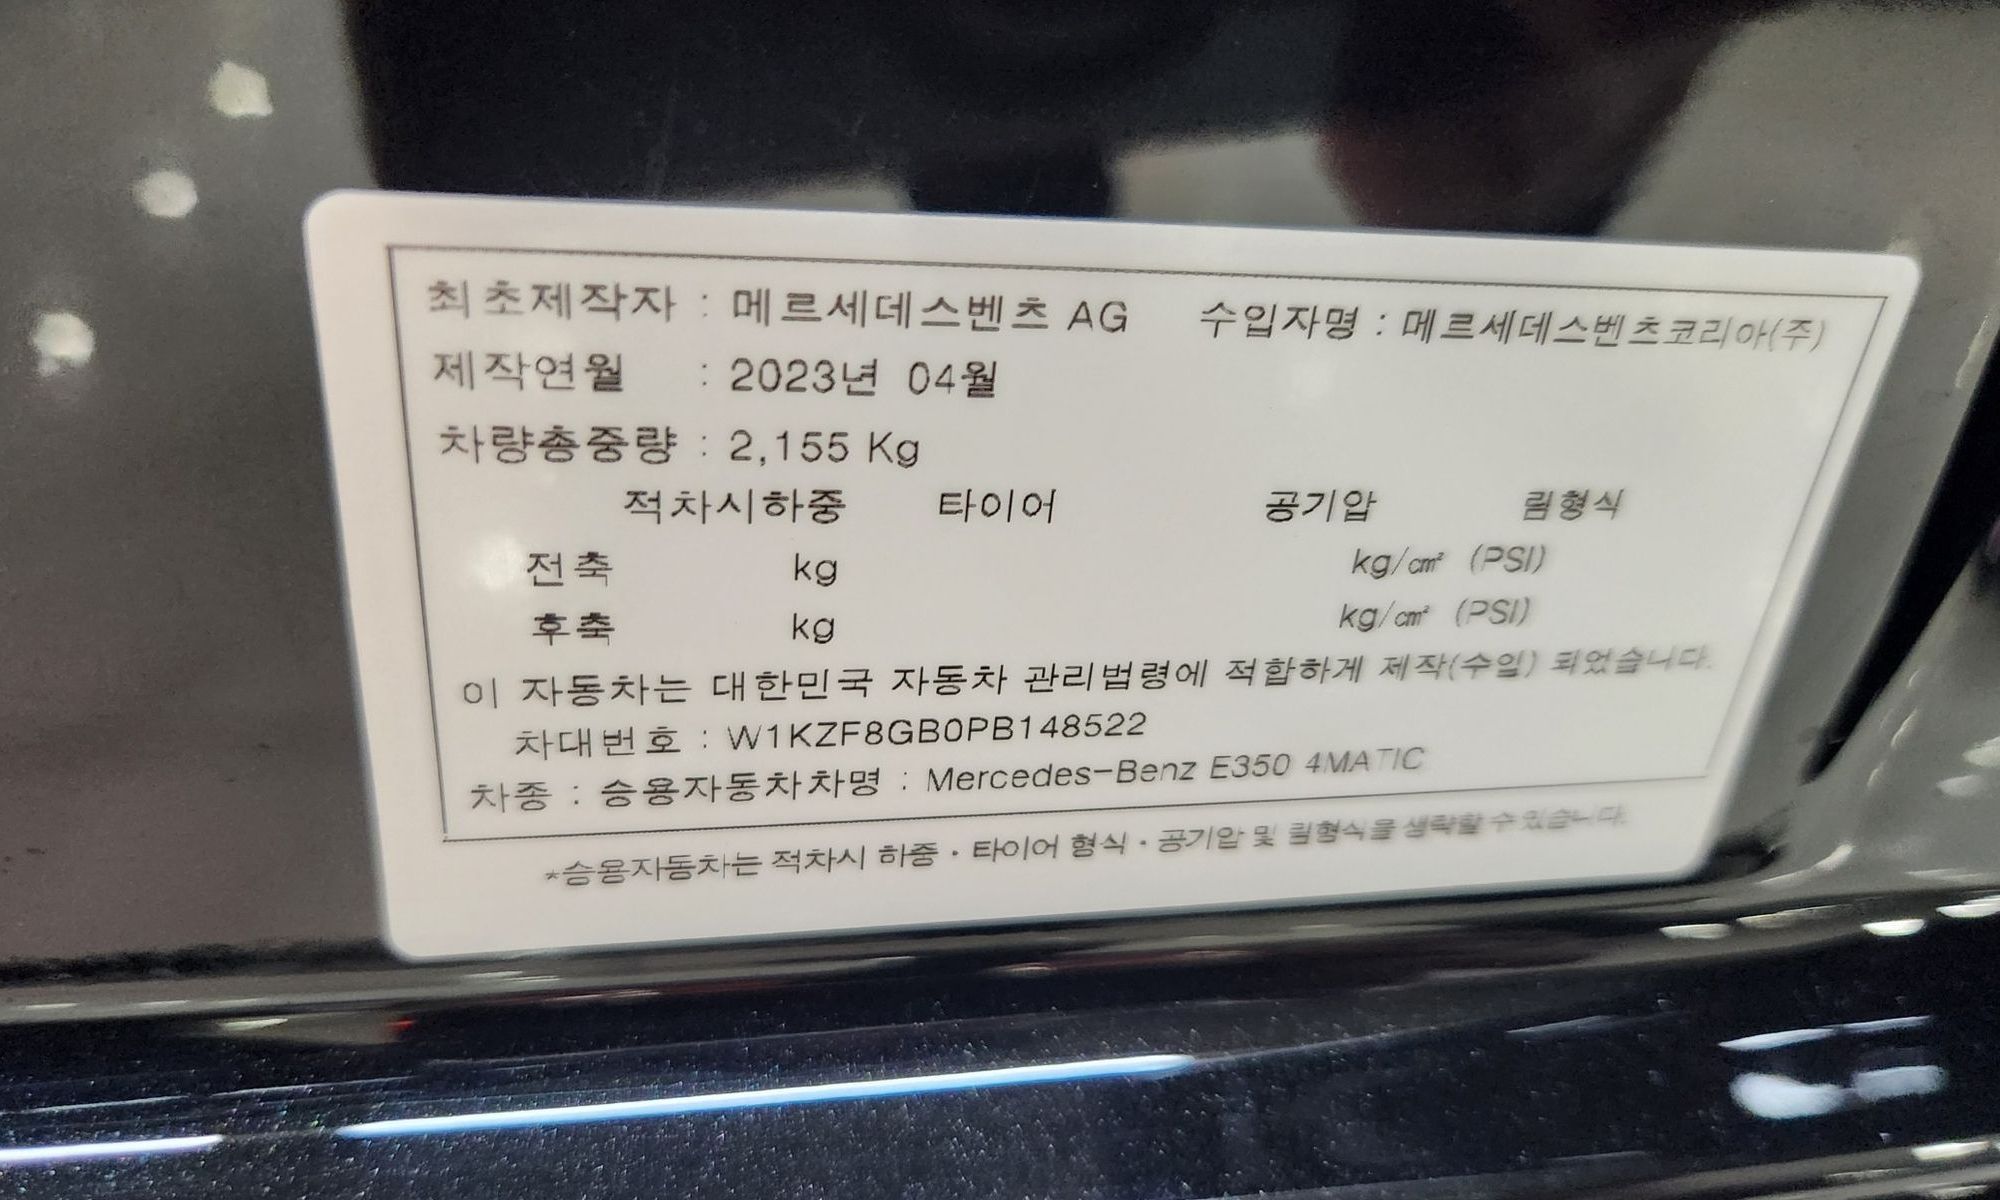 최초제작자 : 메르세데스벤츠 AG 수입자명 : 메르세데스벤츠코리아(주)
제작연월 : 2023년 04월
차량총중량 : 2,155 Kg
적차시하중 타이어 공기압 림형식
전축 kg kg/㎠ (PSI)
후축 kg kg/㎠ (PSI)
이 자동차는 대한민국 자동차 관리법령에 적합하게 제작(수입) 되었습니다.
차대번호 : W1KZF8GB0PB148522
차종 : 승용자동차차명 : Mercedes-Benz E350 4MATIC
*승용자동차는 적차시 하중 · 타이어 형식 · 공기압 및 림형식을 생략할 수 있습니다.